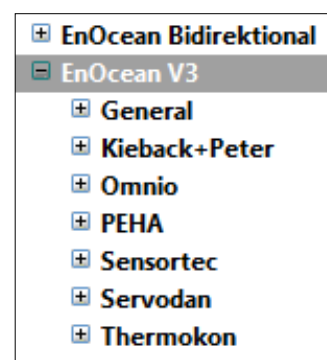 EnOcean Bidirektional
EnOcean V3
General
Kieback+Peter
Omnio
PEHA
Sensortec
Servodan
Thermokon